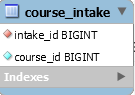 course_intake
intake_id BIGINT
course_id BIGINT
Indexes